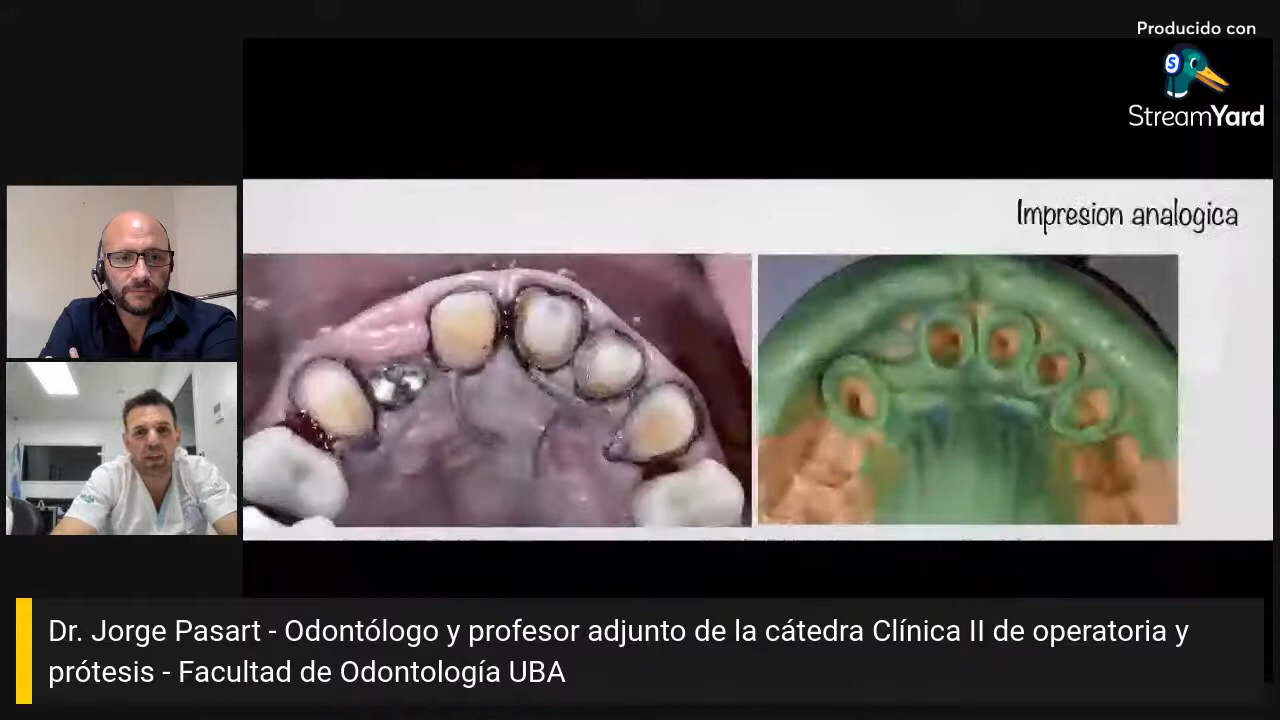 Producido con
S
StreamYard
Impresion analogica
Dr. Jorge Pasart - Odontólogo y profesor adjunto de la cátedra Clínica II de operatoria y
prótesis - Facultad de Odontología UBA